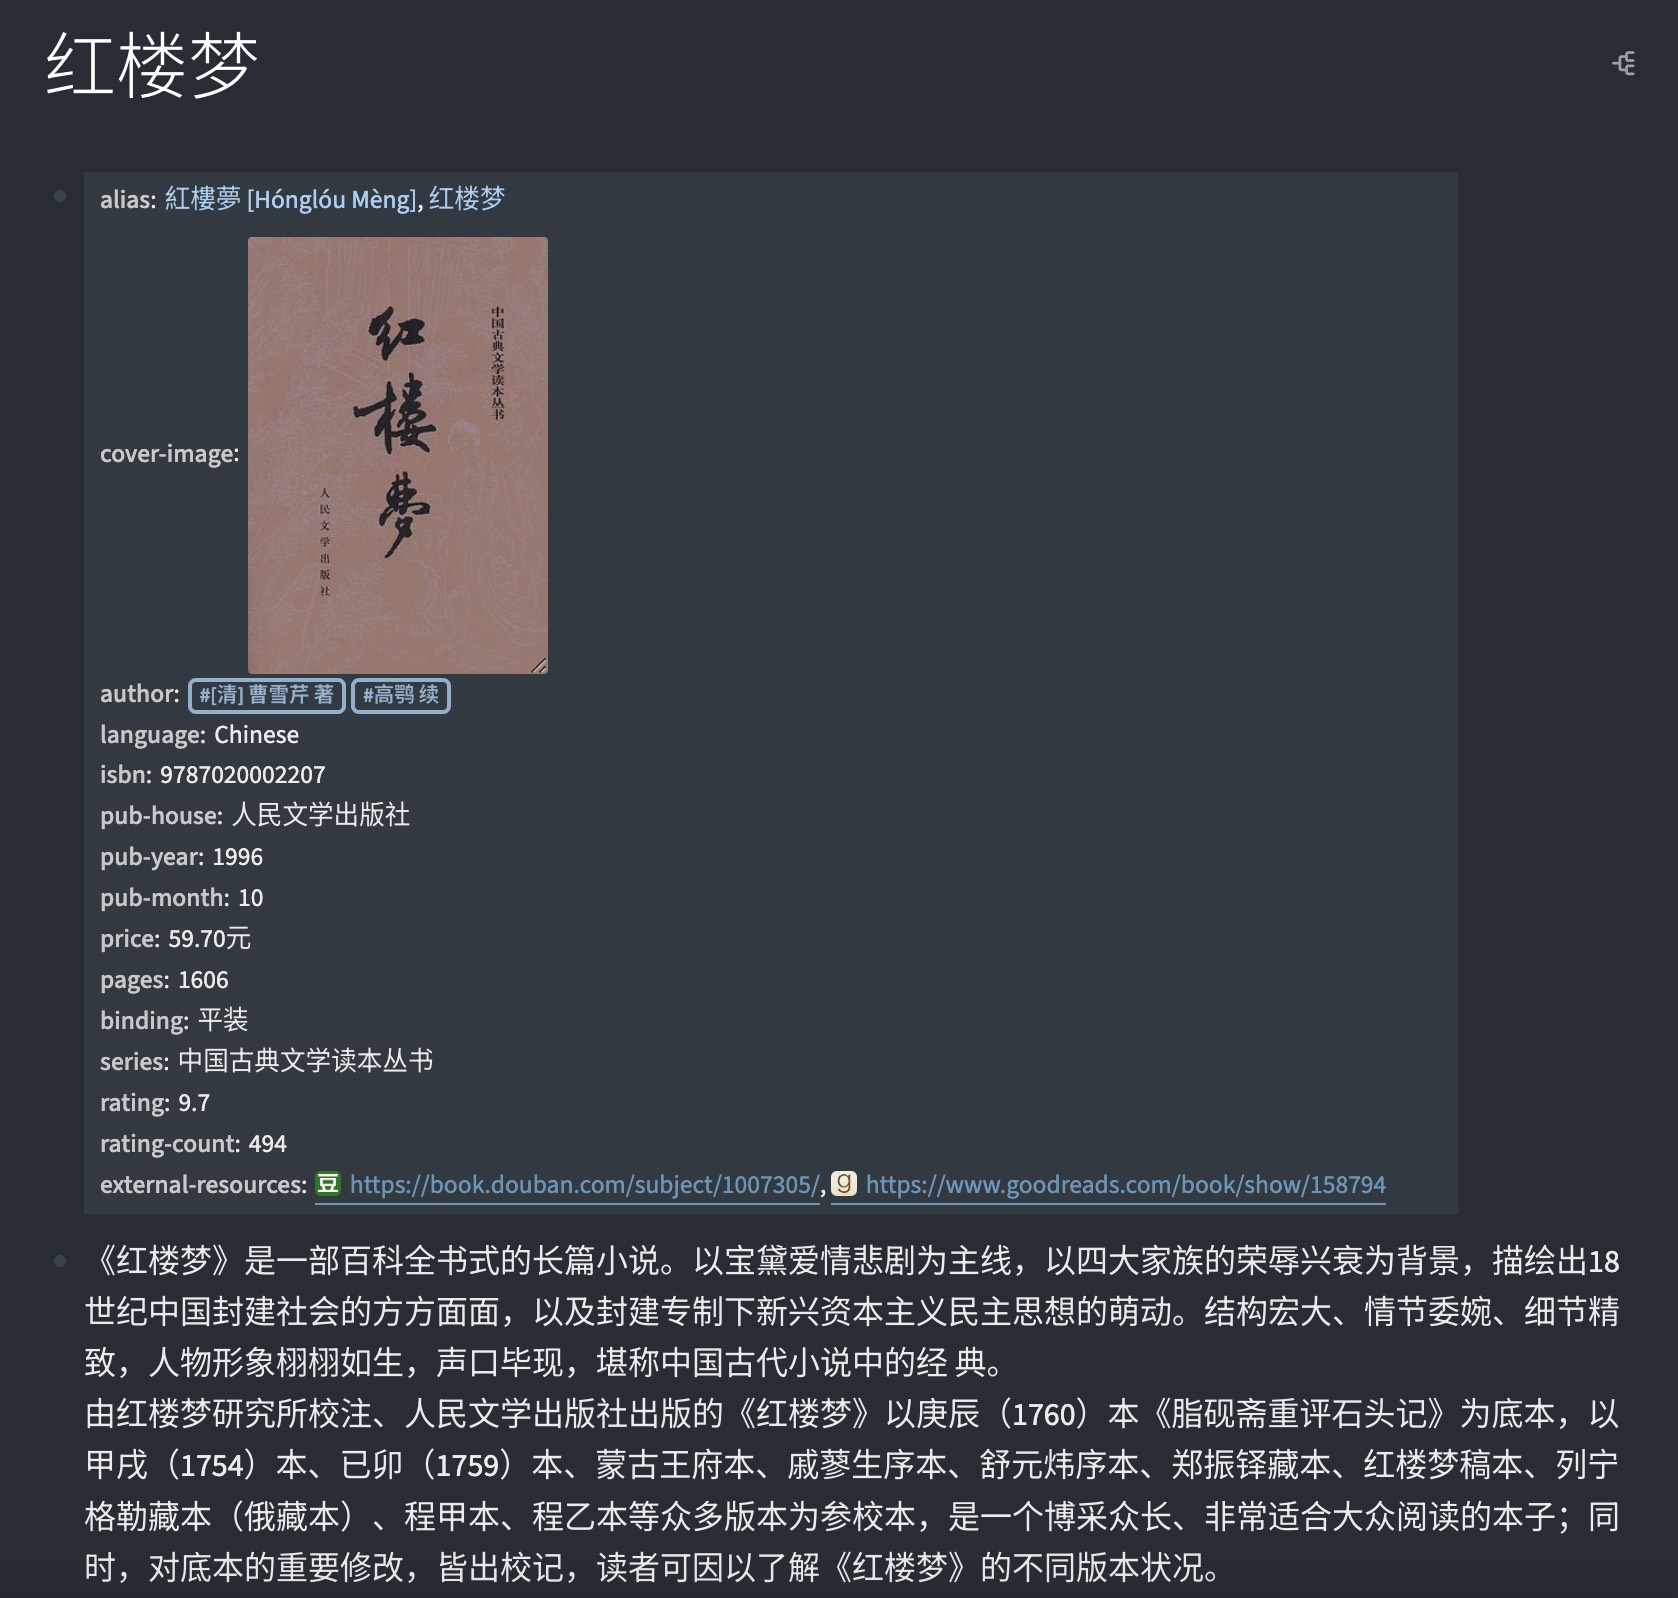 红楼梦
alias: 紅樓夢 [Hónglóu Mèng], 红楼梦
cover-image:
中国古典文学读本丛书
红楼夢
人民文学出版社
author: #[清] 曹雪芹 著 #高鹗 续
language: Chinese
isbn: 9787020002207
pub-house: 人民文学出版社
pub-year: 1996
pub-month: 10
price: 59.70元
pages: 1606
binding: 平装
series: 中国古典文学读本丛书
rating: 9.7
rating-count: 494
external-resources: 豆 https://book.douban.com/subject/1007305/, g https://www.goodreads.com/book/show/158794
《红楼梦》是一部百科全书式的长篇小说。以宝黛爱情悲剧为主线，以四大家族的荣辱兴衰为背景，描绘出18
世纪中国封建社会的方方面面，以及封建专制下新兴资本主义民主思想的萌动。结构宏大、情节委婉、细节精
致，人物形象栩栩如生，声口毕现，堪称中国古代小说中的经 典。
由红楼梦研究所校注、人民文学出版社出版的《红楼梦》以庚辰（1760）本《脂砚斋重评石头记》为底本，以
甲戌（1754）本、已卯（1759）本、蒙古王府本、戚蓼生序本、舒元炜序本、郑振铎藏本、红楼梦稿本、列宁
格勒藏本（俄藏本）、程甲本、程乙本等众多版本为参校本，是一个博采众长、非常适合大众阅读的本子；同
时，对底本的重要修改，皆出校记，读者可因以了解《红楼梦》的不同版本状况。